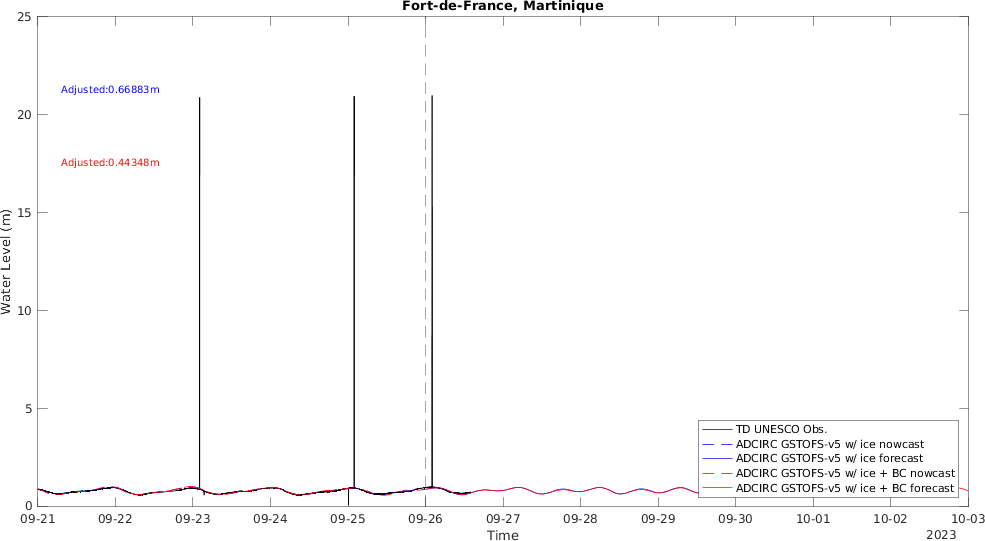 Fort-de-France, Martinique
25
20
15
10
5
0
Water Level (m)
Adjusted:0.66883m
Adjusted:0.44348m
TD UNESCO Obs.
ADCIRC GSTOFS-v5 w/ ice nowcast
ADCIRC GSTOFS-v5 w/ ice forecast
ADCIRC GSTOFS-v5 w/ ice + BC nowcast
ADCIRC GSTOFS-v5 w/ ice + BC forecast
09-21 09-22 09-23 09-24 09-25 09-26 09-27 09-28 09-29 09-30 10-01 10-02 10-03
Time
2023